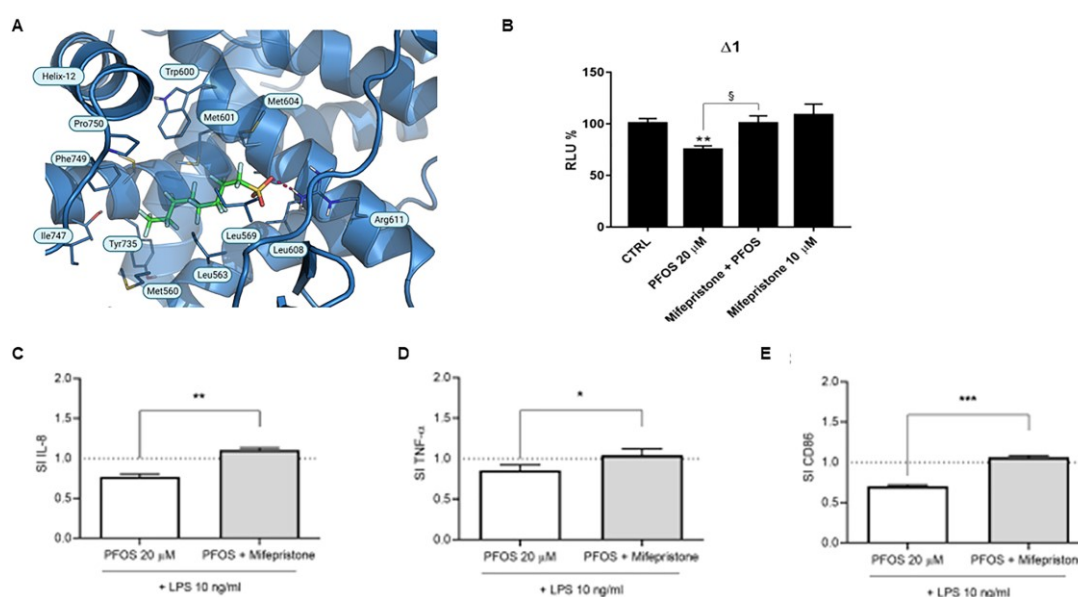 A
Helix-12
Trp600
Met604
Pro750
Met601
Phe749
Ile747
Tyr735
Leu569
Arg611
Leu608
Leu563
Met560
B
Δ1
RLU %
150
100
50
0
§
**
CTRL
PFOS 20 μM
Mifepristone + PFOS
Mifepristone 10 μM
C
SI IL-8
2.0
1.5
1.0
0.5
0.0
**
PFOS 20 μM PFOS + Mifepristone
+ LPS 10 ng/ml
D
SI TNF-α
2.0
1.5
1.0
0.5
0.0
*
PFOS 20 μM PFOS + Mifepristone
+ LPS 10 ng/ml
E
SI CD86
2.0
1.5
1.0
0.5
0.0
***
PFOS 20 μM PFOS + Mifepriston
+ LPS 10 ng/ml